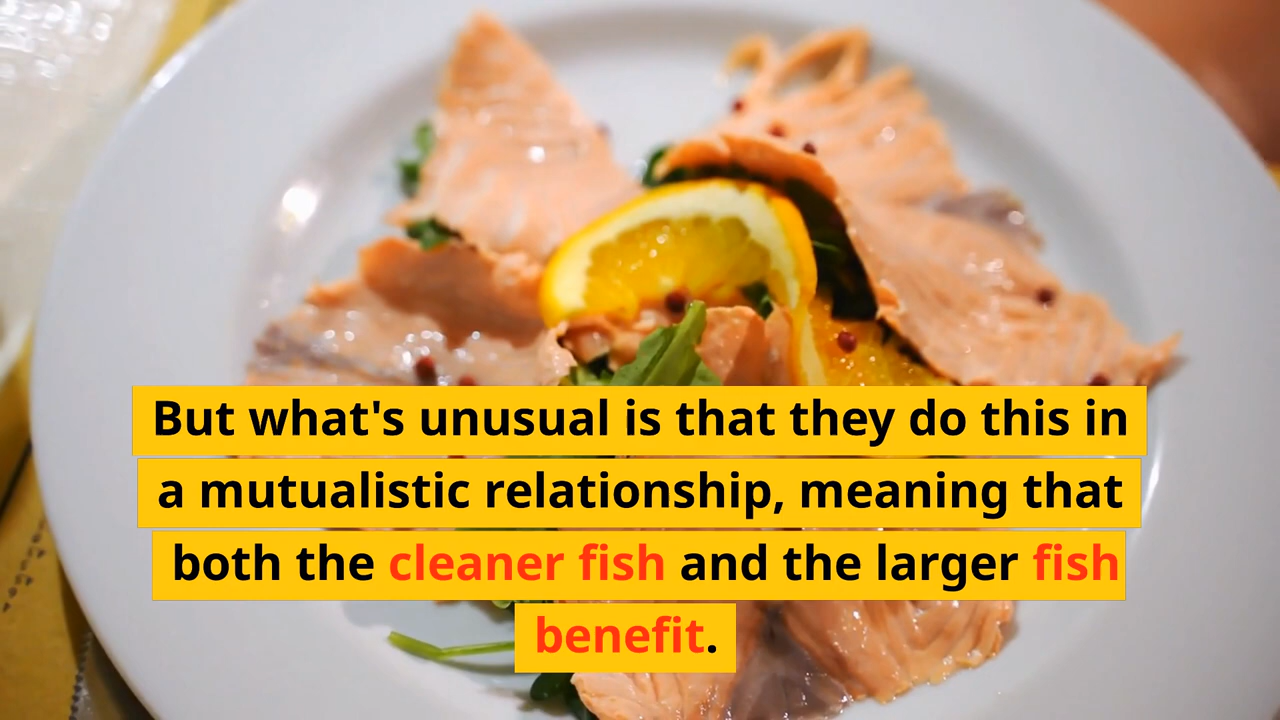 But what's unusual is that they do this in
a mutualistic relationship, meaning that
both the cleaner fish and the larger fish
benefit.